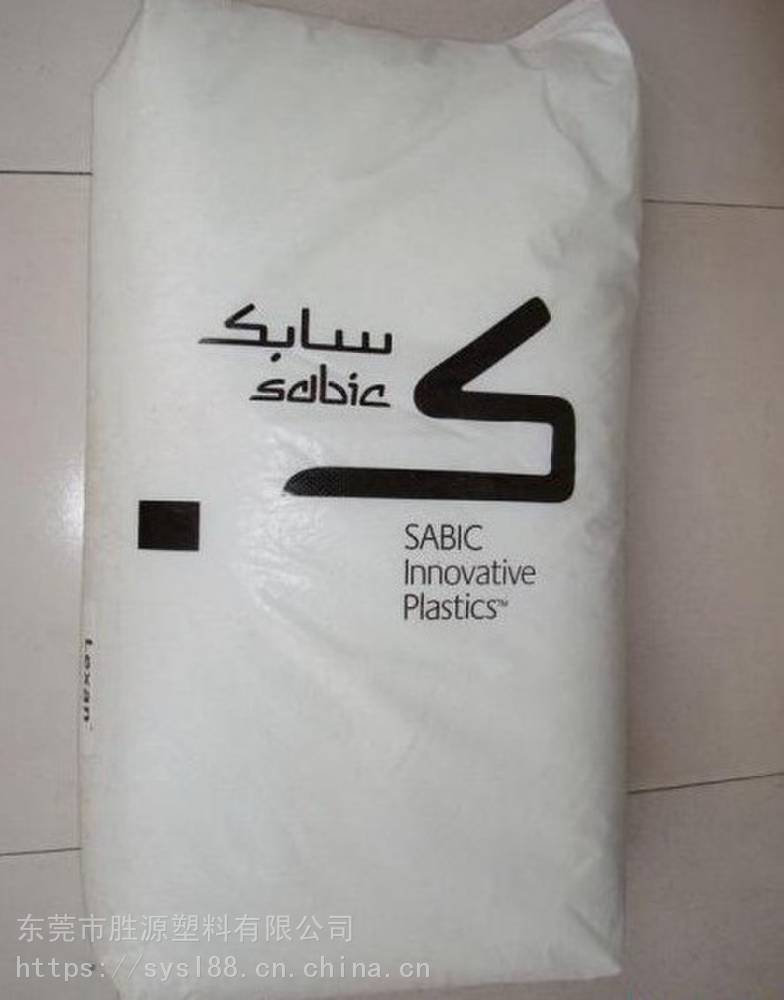 سابك
sabic
SABIC
Innovative
Plastics™
Lexan
东莞市胜源塑料有限公司
https://sysl88.cn.china.cn